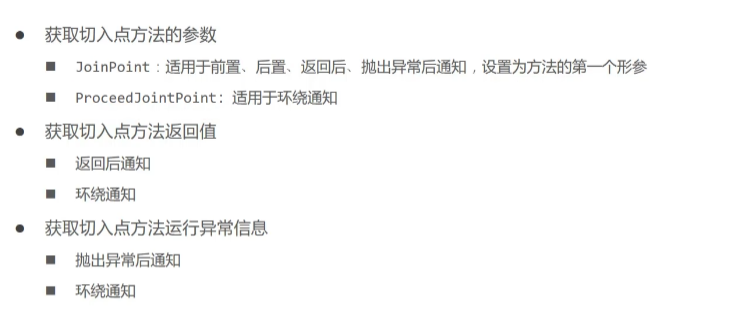 获取切入点方法的参数
JoinPoint：适用于前置、后置、返回后、抛出异常后通知，设置为方法的第一个形参
ProceedJointPoint: 适用于环绕通知
获取切入点方法返回值
返回后通知
环绕通知
获取切入点方法运行异常信息
抛出异常后通知
环绕通知